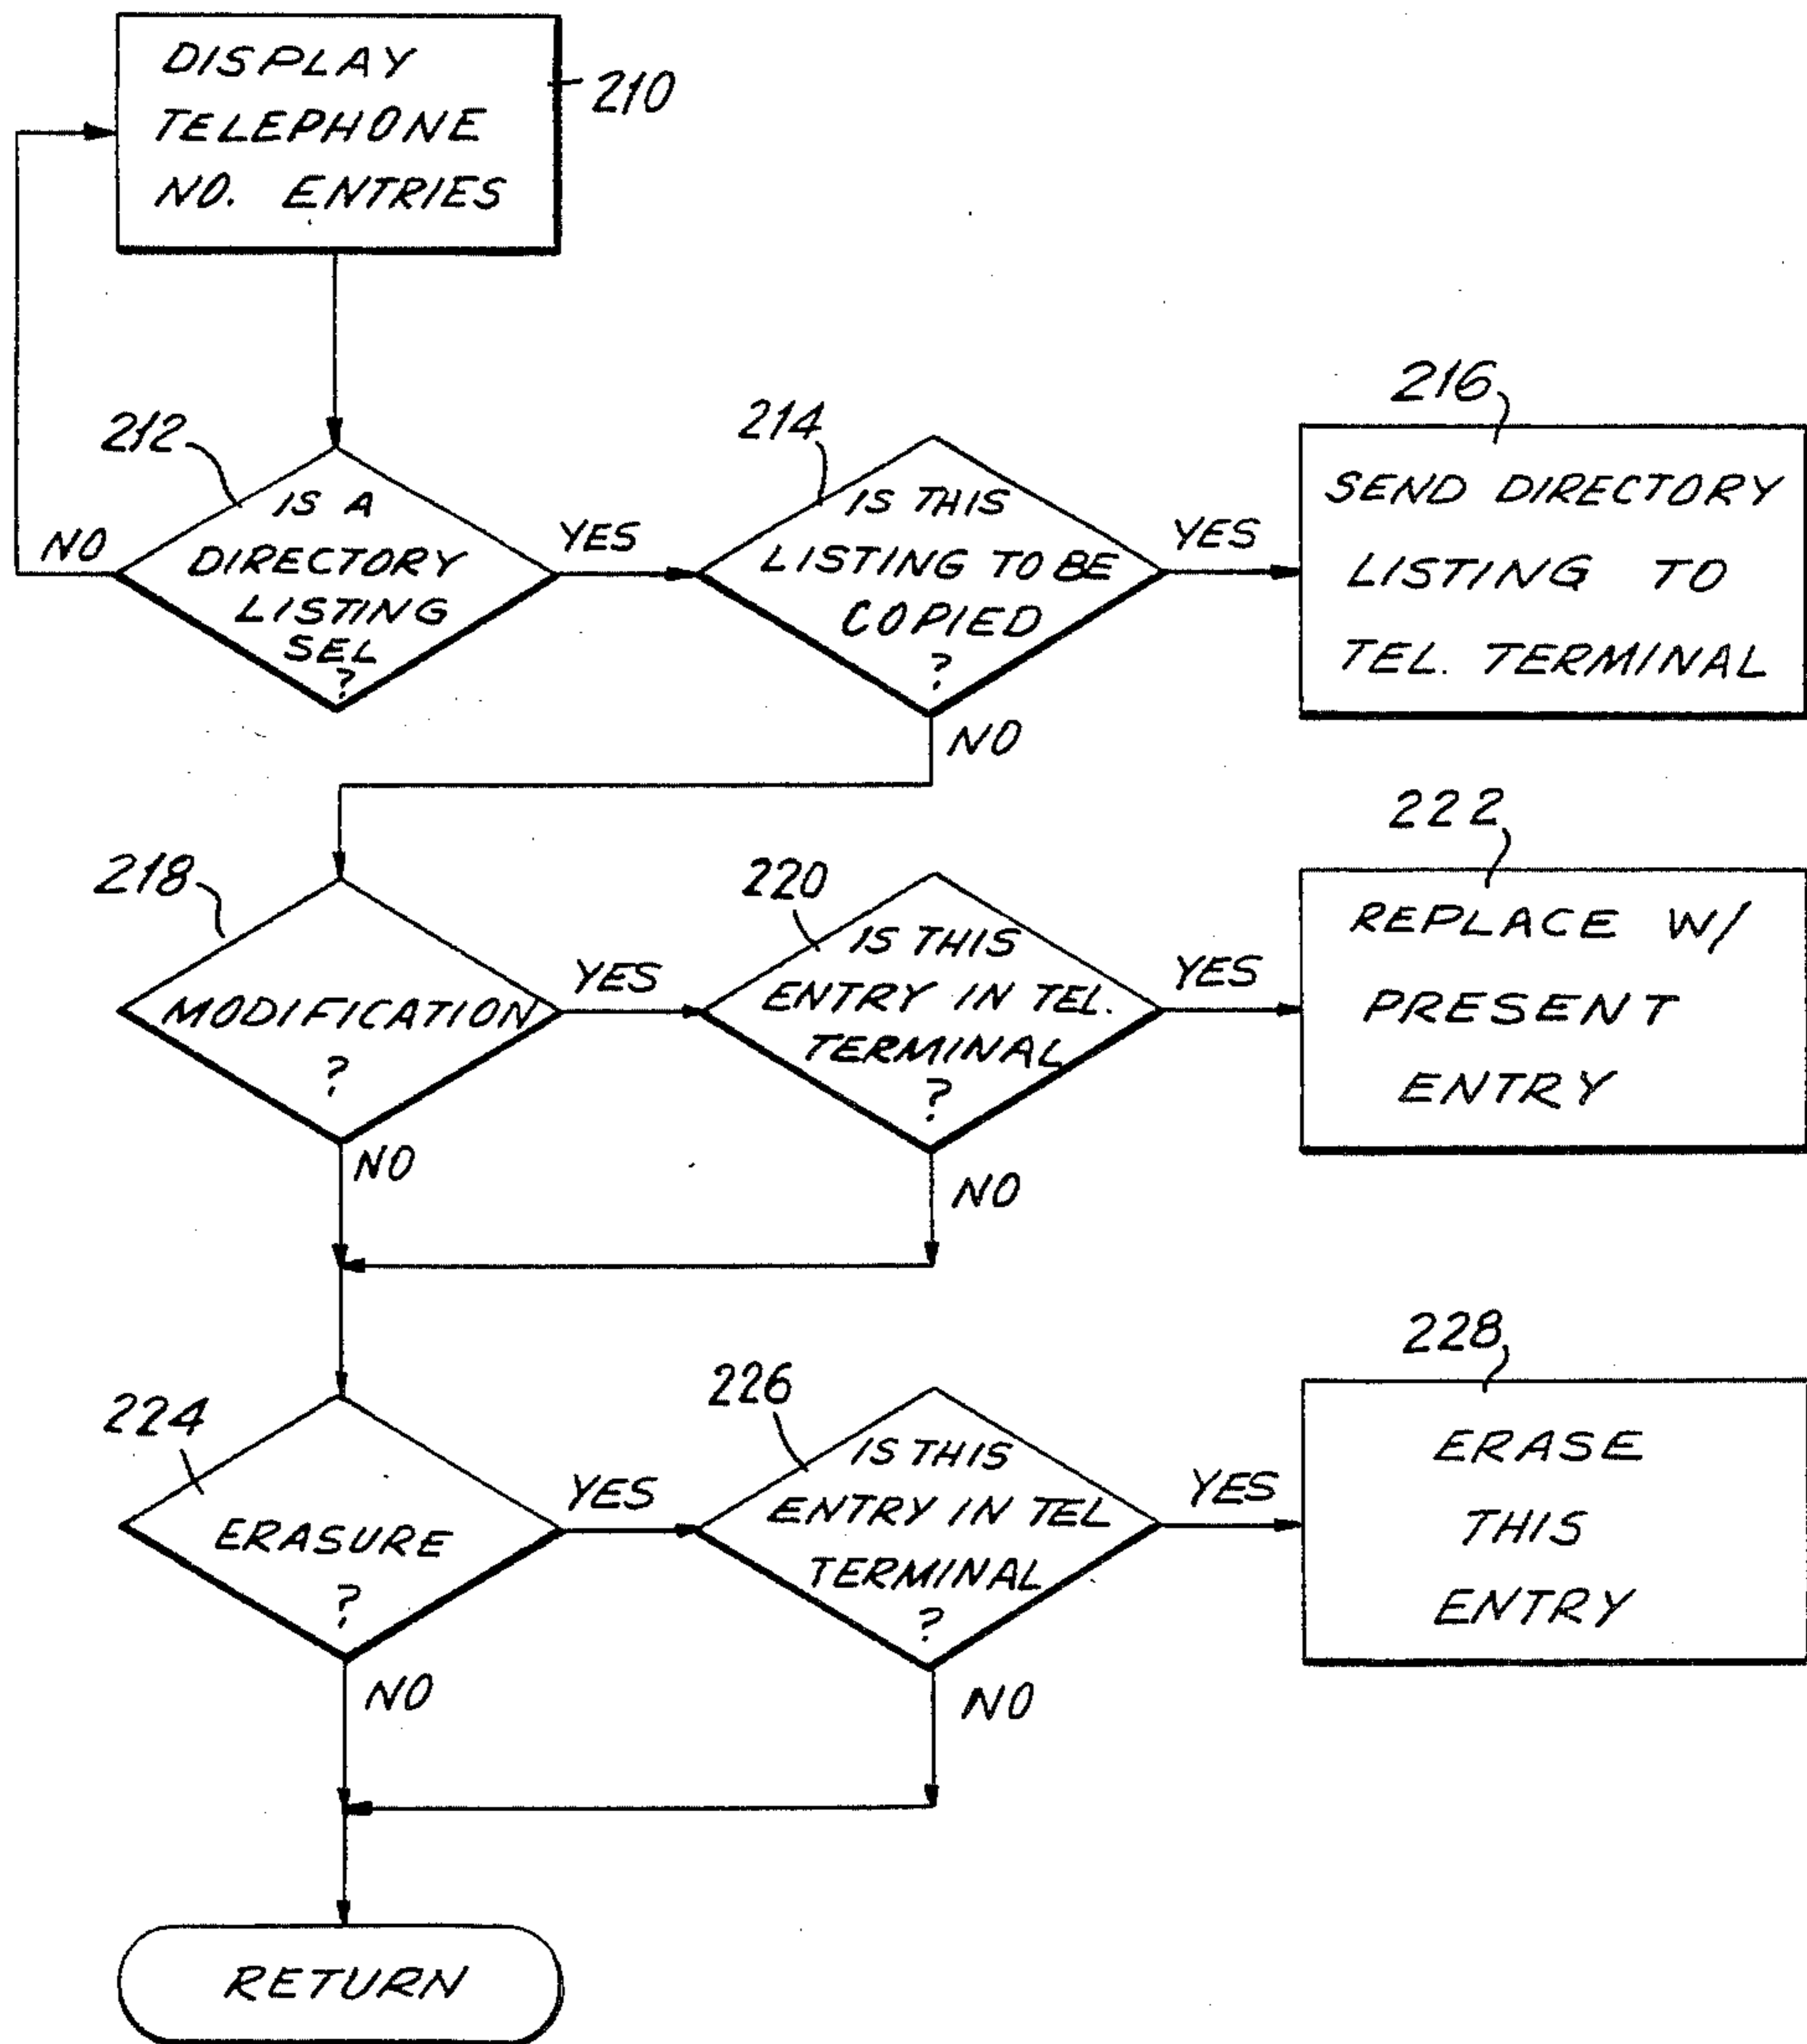 DISPLAY
TELEPHONE
NO. ENTRIES
210
212
IS A
DIRECTORY
LISTING
SEL
?
NO
YES
214
IS THIS
LISTING TO BE
COPIED
?
YES
NO
216
SEND DIRECTORY
LISTING TO
TEL. TERMINAL
218
MODIFICATION
?
YES
NO
220
IS THIS
ENTRY IN TEL.
TERMINAL
?
YES
NO
222
REPLACE W/
PRESENT
ENTRY
224
ERASURE
?
YES
NO
226
IS THIS
ENTRY IN TEL
TERMINAL
?
YES
NO
228
ERASE
THIS
ENTRY
RETURN